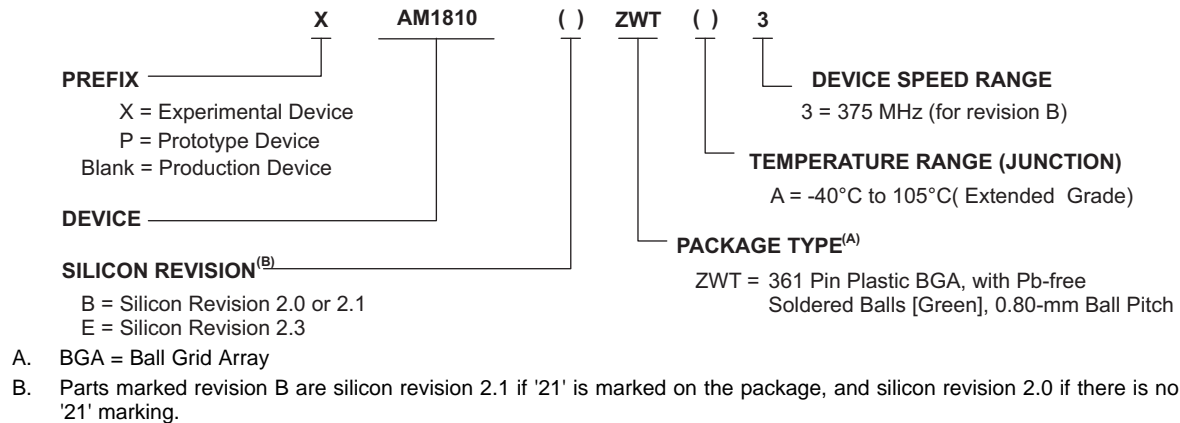 X AM1810 ( ) ZWT ( ) 3
PREFIX
X = Experimental Device
P = Prototype Device
Blank = Production Device
DEVICE
SILICON REVISION(B)
B = Silicon Revision 2.0 or 2.1
E = Silicon Revision 2.3
DEVICE SPEED RANGE
3 = 375 MHz (for revision B)
TEMPERATURE RANGE (JUNCTION)
A = -40°C to 105°C( Extended Grade)
PACKAGE TYPE(A)
ZWT = 361 Pin Plastic BGA, with Pb-free
Soldered Balls [Green], 0.80-mm Ball Pitch
A. BGA = Ball Grid Array
B. Parts marked revision B are silicon revision 2.1 if '21' is marked on the package, and silicon revision 2.0 if there is no
'21' marking.